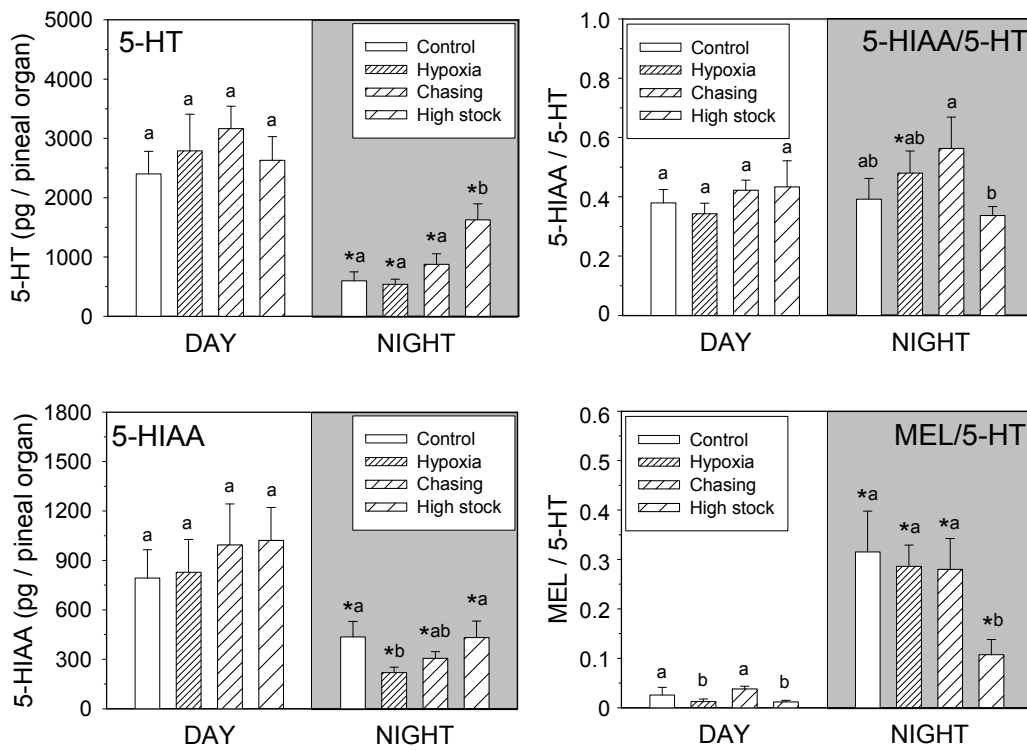 5-HT
5-HT (pg / pineal organ)
5000
4000
3000
2000
1000
0
Control
Hypoxia
Chasing
High stock
a
a
a
a
*a
*a
*a
*b
DAY
NIGHT
5-HIAA/5-HT
5-HIAA / 5-HT
1.0
0.8
0.6
0.4
0.2
0.0
Control
Hypoxia
Chasing
High stock
a
a
a
a
ab
*ab
a
b
DAY
NIGHT
5-HIAA
5-HIAA (pg / pineal organ)
1800
1500
1200
900
600
300
0
Control
Hypoxia
Chasing
High stock
a
a
a
a
*a
*b
*ab
*a
DAY
NIGHT
MEL/5-HT
MEL / 5-HT
0.6
0.5
0.4
0.3
0.2
0.1
0.0
Control
Hypoxia
Chasing
High stock
a
b
a
b
*a
*a
*a
*b
DAY
NIGHT